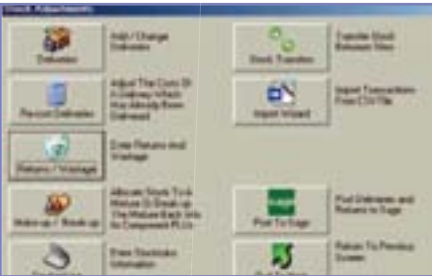 Stock Adjustments
Add / Change
Deliveries
Deliveries
Adjust The Costs Of
A Delivery Which
Has Already Been
Delivered
Re-cost Deliveries
Enter Returns And
Wastage
Returns / Wastage
Allocate Stock To A
Mixture Or Break-up
The Mixture Back Into
Its Component PLUs
Make-up / Break-up
Enter Stocktake
Information
Transfer Stock
Between Sites
Stock Transfers
Import Transactions
From CSV File
Import Wizard
Post Deliveries and
Returns to Sage
Post To Sage
Return To Previous
Screen